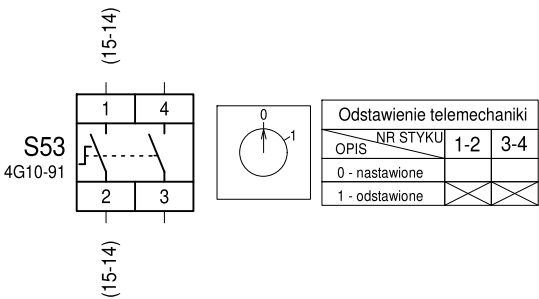 (15-14)
1 4
S53
4G10-91
2 3
(15-14)
0
1
Odstawienie telemechaniki
NR STYKU
OPIS
1-2 3-4
0 - nastawione
1 - odstawione